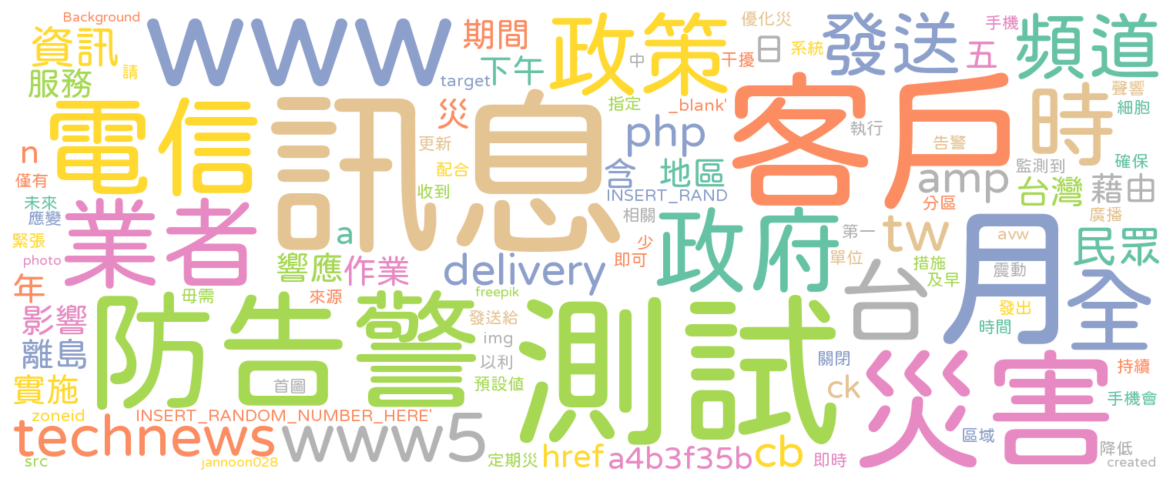 Background
資訊
服務
請
www
target
期間
下午
政策
中
干擾
優化災
日
系統
發送
手機
五
頻道
電信
訊息
災
指定
_blank'
更新
配合
收到
php
含
地區
INSERT_RAND
客戶
執行
告警
amp
分區
時
監測到
台灣
聲響
細胞
確保
藉由
廣播
n
僅有
未來
應變
緊張
photo
業者
a
響應
作業
delivery
相關
少
即可
政府
第一
單位
tw
台
措施
及早
月
avw
震動
發出
時間
全
民眾
年
影響
離島
實施
毋需
來源
freepik
發送給
img
以利
預設值
防告警
首圖
測試
關閉
ck
災害
持續
手機會
zoneid
INSERT_RANDOM_NUMBER_HERE'
technews
www5
src
jannoon028
定期災
href
a4b3f35b
cb
即時
區域
降低
created